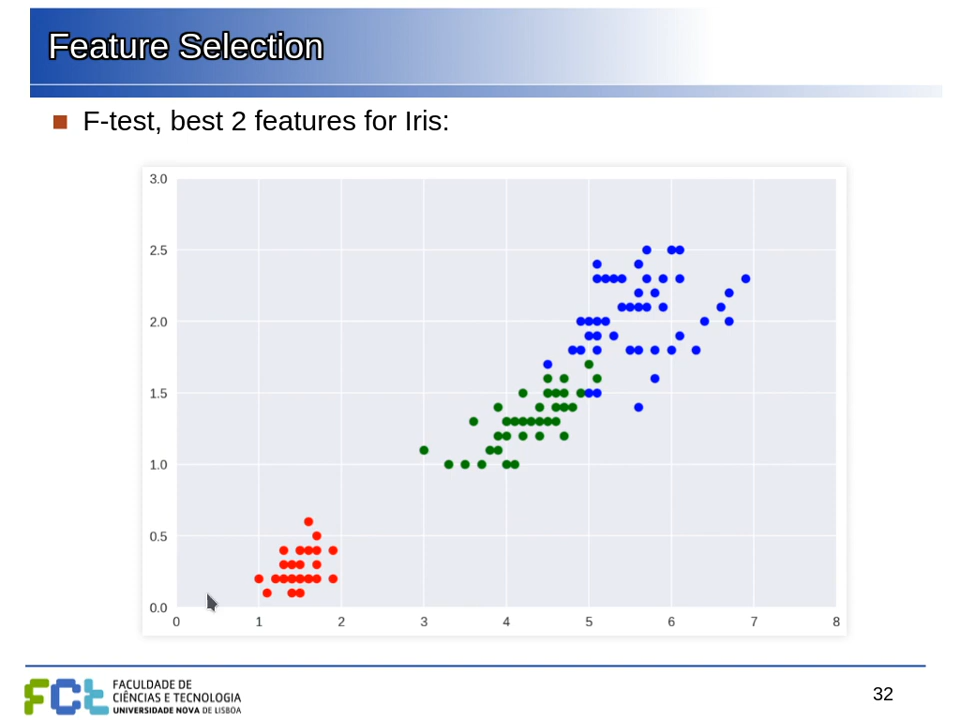 Feature Selection
F-test, best 2 features for Iris:
3.0
2.5
2.0
1.5
1.0
0.5
0.0
0 1 2 3 4 5 6 7 8
FACULDADE DE
CIÊNCIAS E TECNOLOGIA
UNIVERSIDADE NOVA DE LISBOA
FCt
32